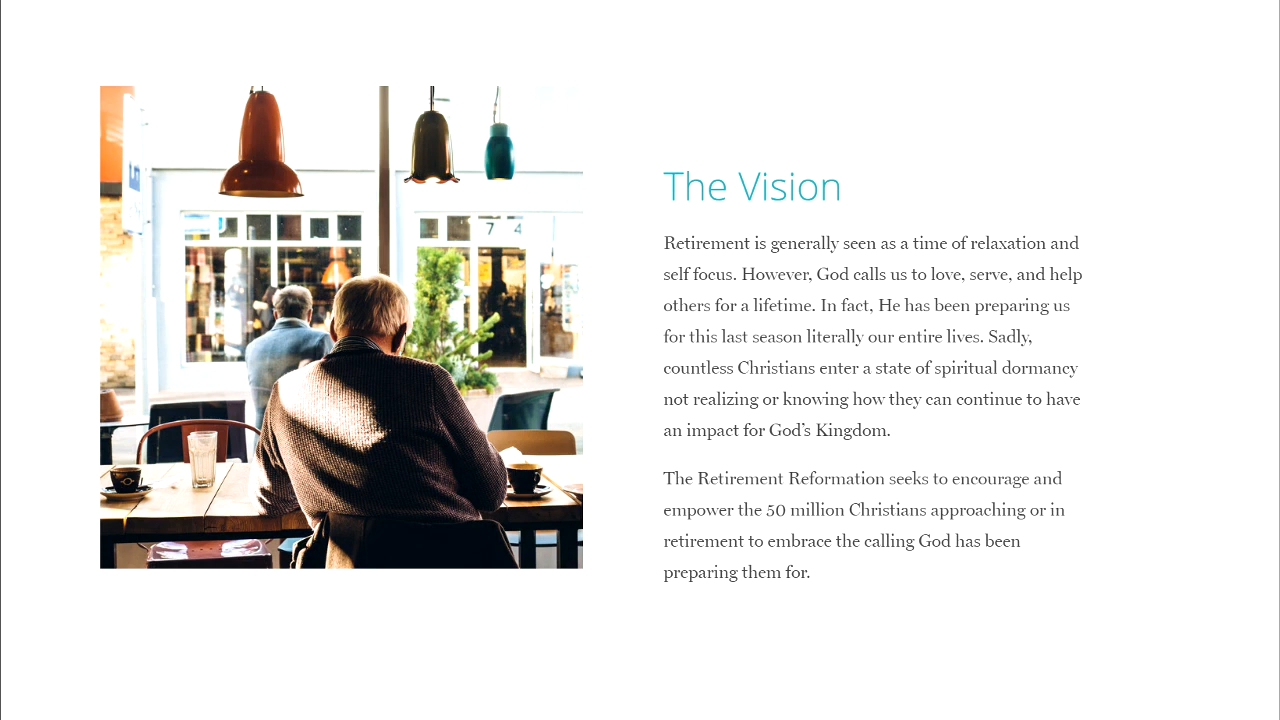 The Vision
Retirement is generally seen as a time of relaxation and
self focus. However, God calls us to love, serve, and help
others for a lifetime. In fact, He has been preparing us
for this last season literally our entire lives. Sadly,
countless Christians enter a state of spiritual dormancy
not realizing or knowing how they can continue to have
an impact for God’s Kingdom.
The Retirement Reformation seeks to encourage and
empower the 50 million Christians approaching or in
retirement to embrace the calling God has been
preparing them for.
7 4